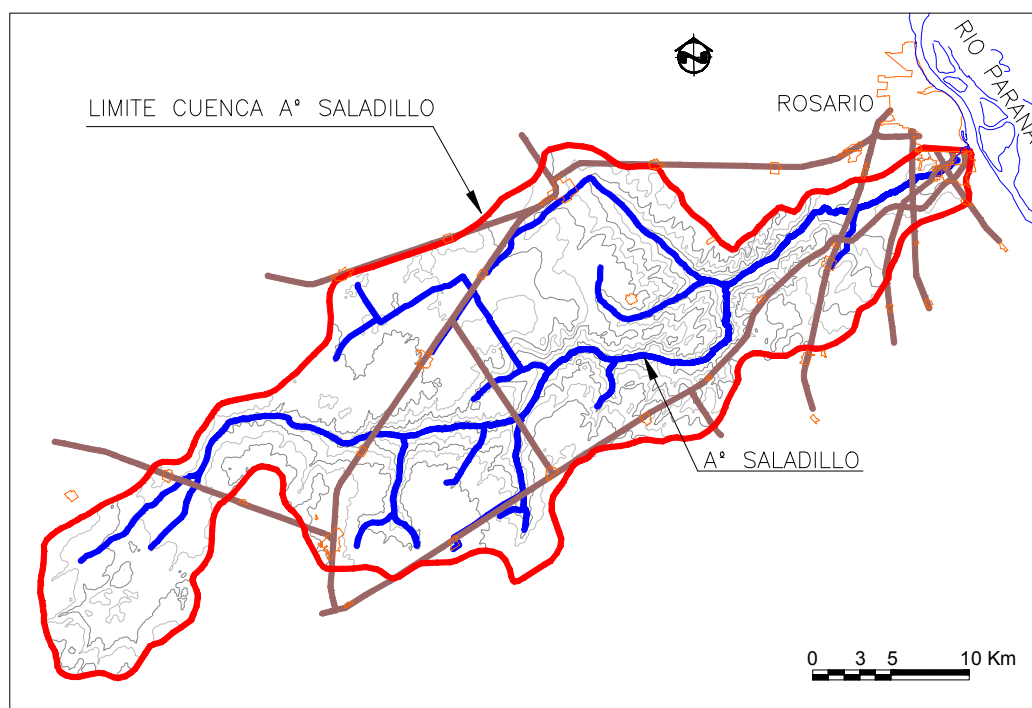 RIO PARANA
LIMITE CUENCA Aº SALADILLO
ROSARIO
Aº SALADILLO
0 3 5 10 Km